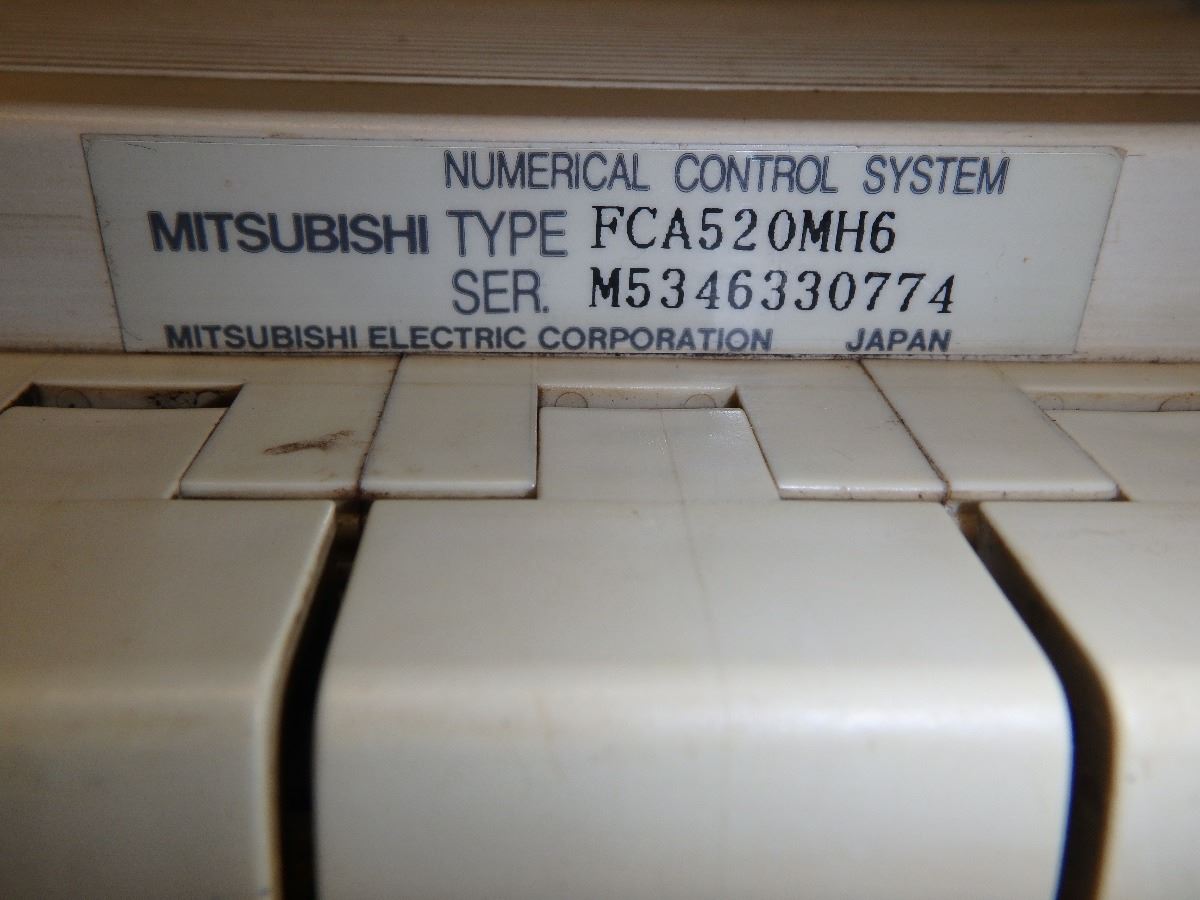 NUMERICAL CONTROL SYSTEM
MITSUBISHI TYPE FCA520MH6
SER. M5346330774
MITSUBISHI ELECTRIC CORPORATION JAPAN